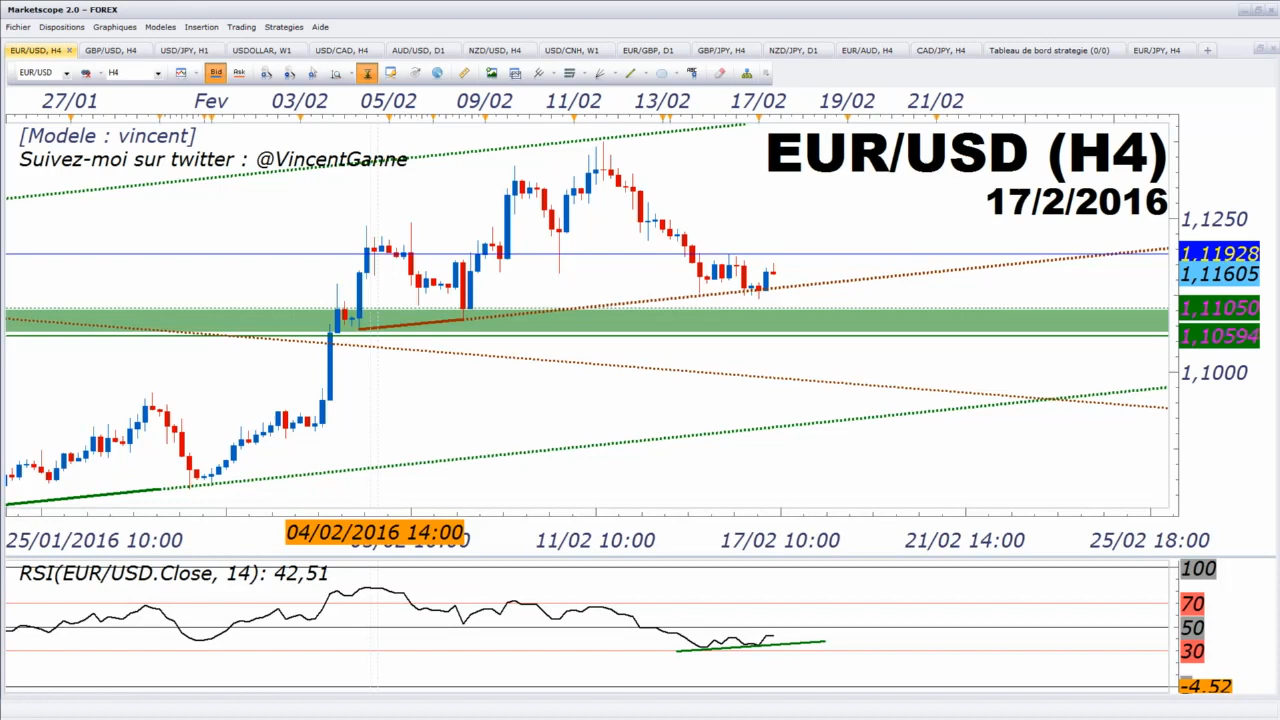 Marketscope 2.0 – FOREX
Fichier Dispositions Graphiques Modeles Insertion Trading Strategies Aide
EUR/USD, H4 GBP/USD, H4 USD/JPY, H1 USDOLLAR, W1 USD/CAD, H4 AUD/USD, D1 NZD/USD, H4 USD/CNH, W1 EUR/GBP, D1 GBP/JPY, H4 NZD/JPY, D1 EUR/AUD, H4 CAD/JPY, H4 Tableau de bord strategie (0/0) EUR/JPY, H4
EUR/USD H4 Bid Ask ABC
27/01 Fev 03/02 05/02 09/02 11/02 13/02 17/02 19/02 21/02
[Modele : vincent]
Suivez-moi sur twitter : @VincentGanne
EUR/USD (H4)
17/2/2016
1,1250
1,11928
1,11605
1,11050
1,10594
1,1000
04/02/2016 14:00
25/01/2016 10:00 11/02 10:00 17/02 10:00 21/02 14:00 25/02 18:00
RSI(EUR/USD.Close, 14): 42,51
100
70
50
30
-4,52